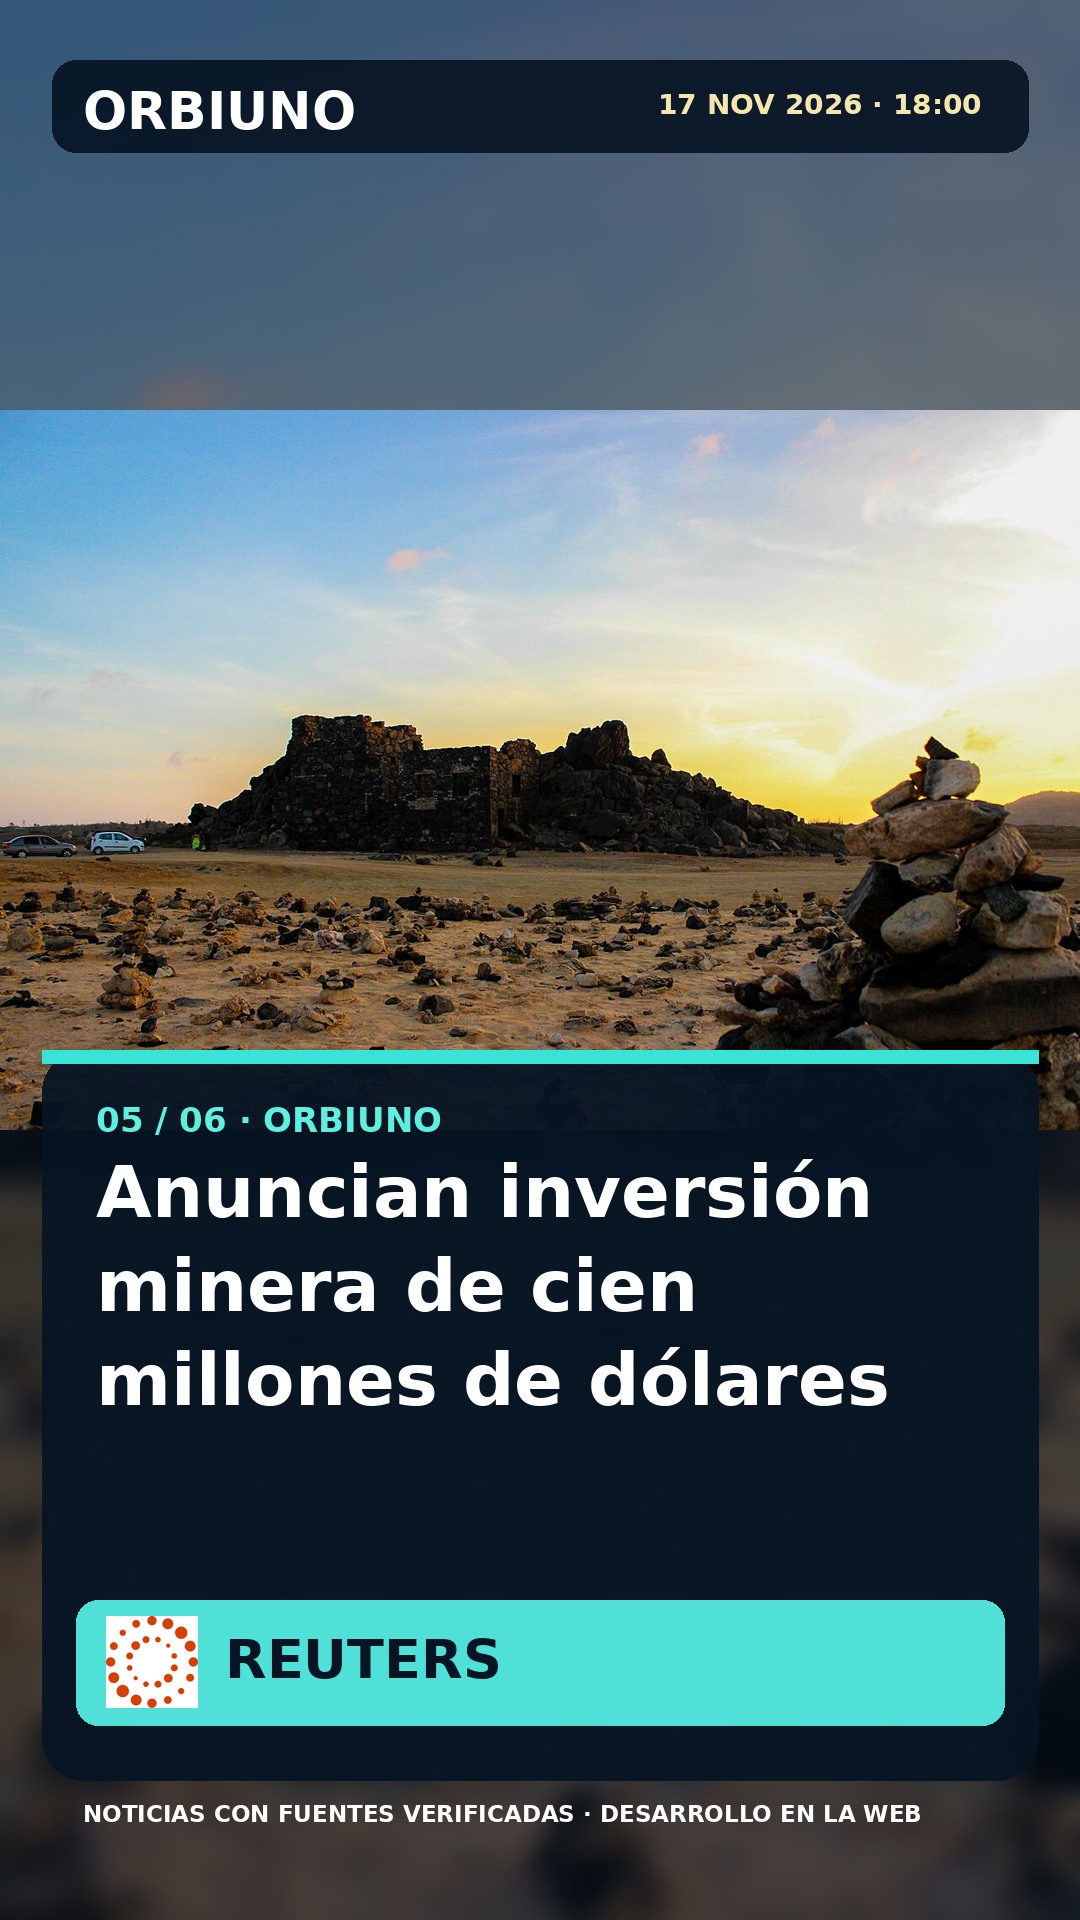 ORBIUNO
17 NOV 2026 · 18:00
05 / 06 · ORBIUNO
Anuncian inversión
minera de cien
millones de dólares
REUTERS
NOTICIAS CON FUENTES VERIFICADAS · DESARROLLO EN LA WEB